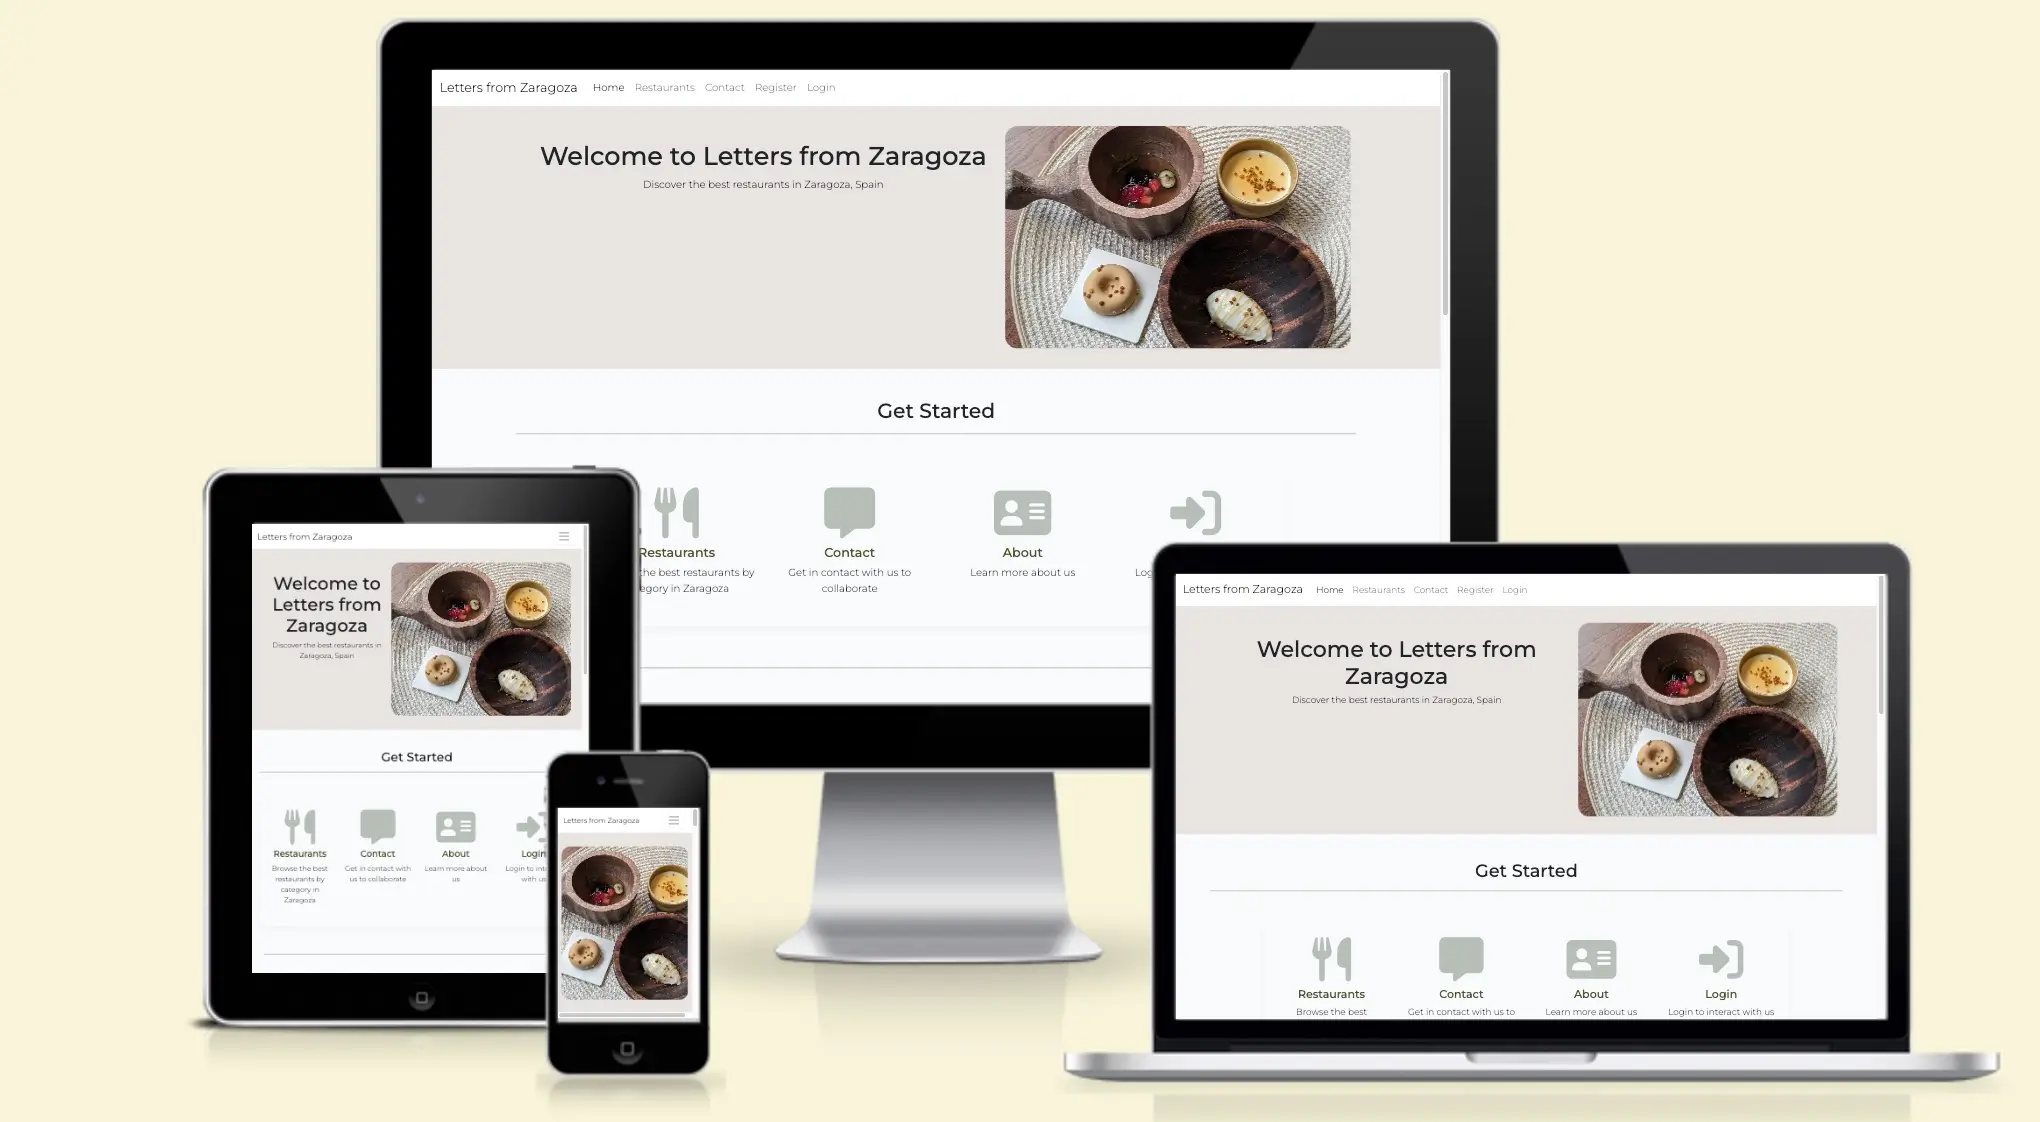 Letters from Zaragoza Home Restaurants Contact Register Login
Welcome to Letters from Zaragoza
Discover the best restaurants in Zaragoza, Spain
Get Started
Restaurants Contact About
the best restaurants by Get in contact with us to Learn more about us Log
egory in Zaragoza collaborate
Letters from Zaragoza
Welcome to
Letters from
Zaragoza
Discover the best restaurants in
Zaragoza, Spain
Get Started
Restaurants Contact About Login
Browse the best Get in contact with Learn more about Login to inte
restaurants by us to collaborate us with us
category in
Zaragoza
Letters from Zaragoza
Letters from Zaragoza Home Restaurants Contact Register Login
Welcome to Letters from
Zaragoza
Discover the best restaurants in Zaragoza, Spain
Get Started
Restaurants Contact About Login
Browse the best Get in contact with us to Learn more about us Login to interact with us